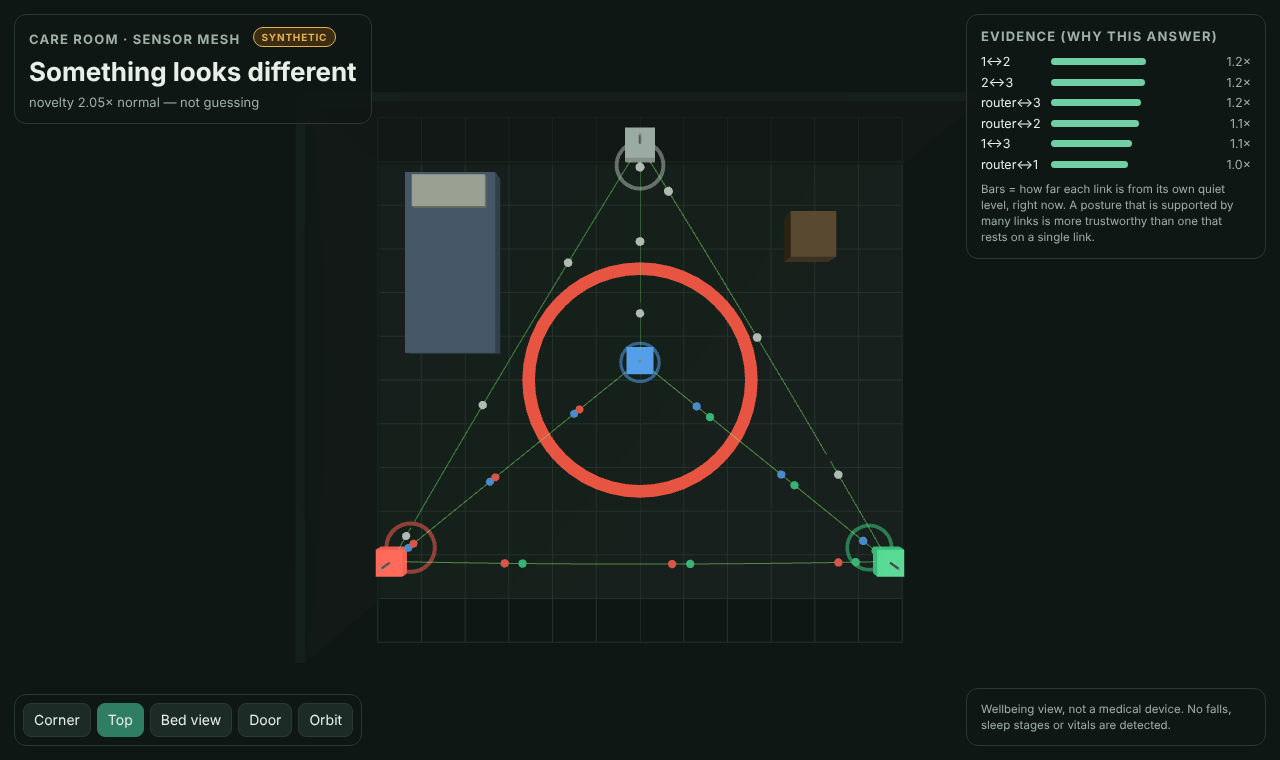 CARE ROOM · SENSOR MESH SYNTHETIC
Something looks different
novelty 2.05× normal — not guessing
EVIDENCE (WHY THIS ANSWER)
1↔2 1.2×
2↔3 1.2×
router↔3 1.2×
router↔2 1.1×
1↔3 1.1×
router↔1 1.0×
Bars = how far each link is from its own quiet
level, right now. A posture that is supported by
many links is more trustworthy than one that
rests on a single link.
Corner Top Bed view Door Orbit
Wellbeing view, not a medical device. No falls,
sleep stages or vitals are detected.